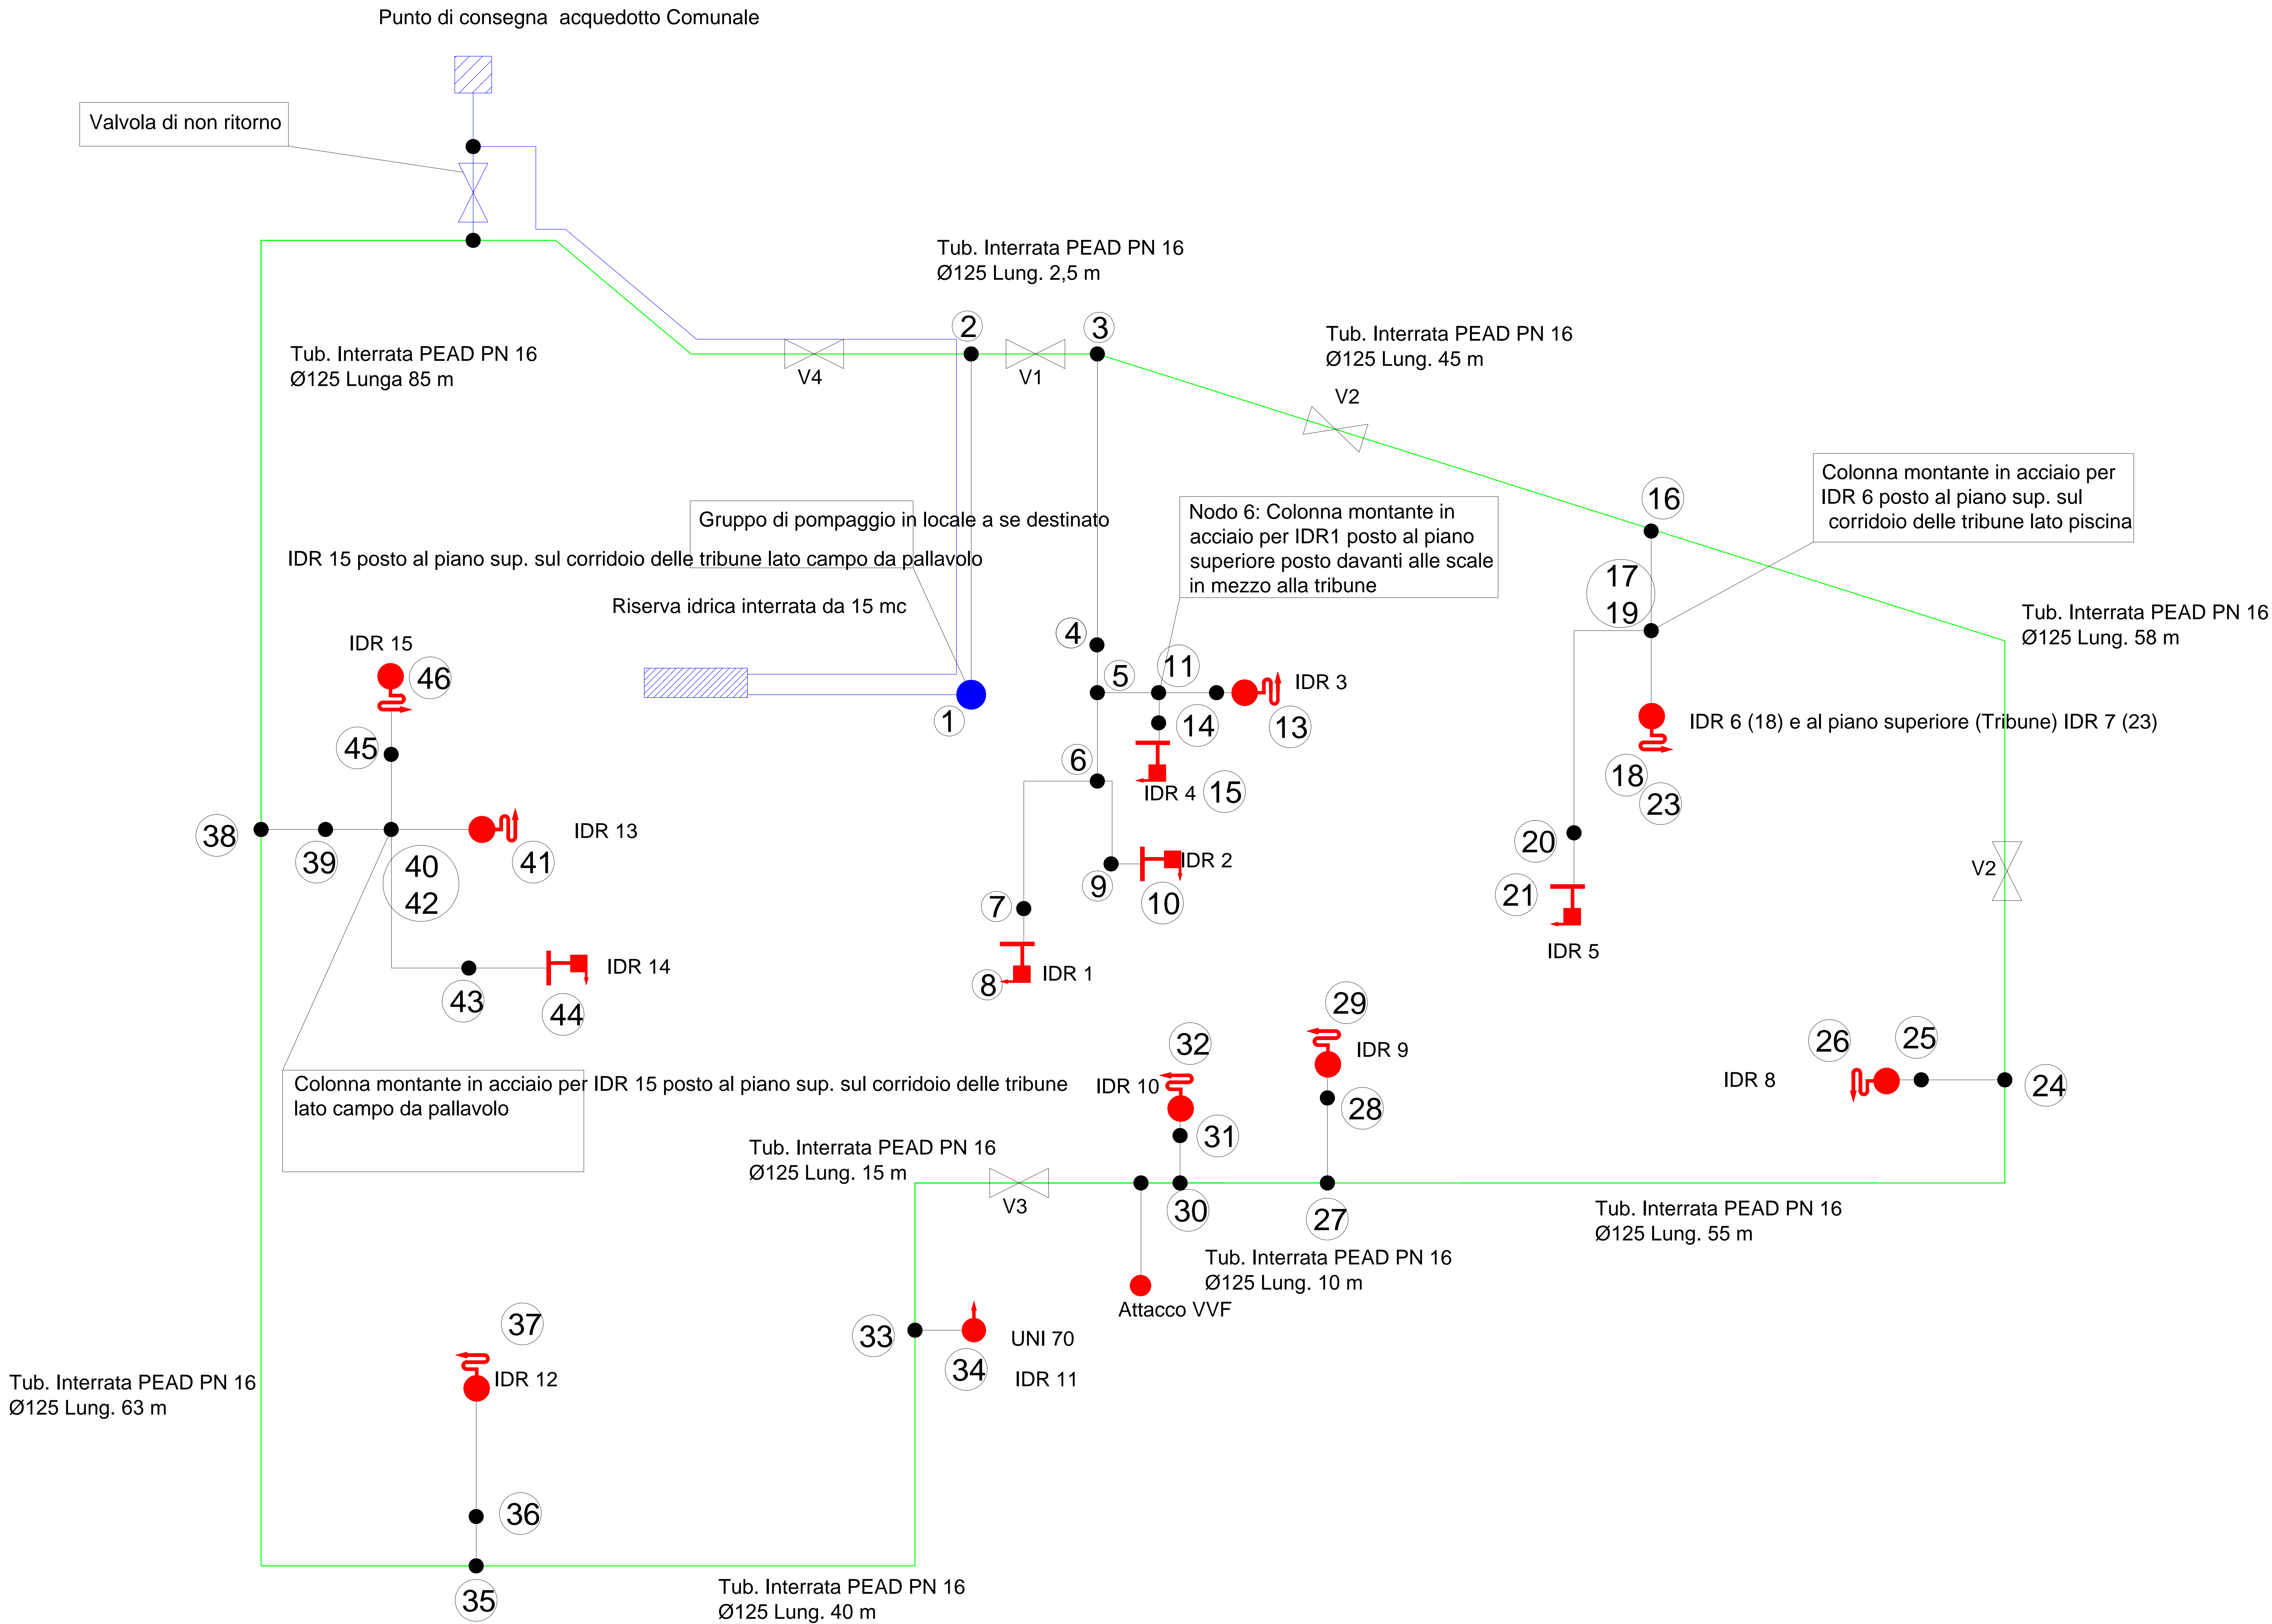 Punto di consegna  acquedotto Comunale
Valvola di non ritorno
Tub. Interrata PEAD PN 16
Ø125 Lung. 2,5 m
2
3
V4
V1
Tub. Interrata PEAD PN 16
Ø125 Lunga 85 m
Tub. Interrata PEAD PN 16
Ø125 Lung. 45 m
V2
Colonna montante in acciaio per
IDR 6 posto al piano sup. sul
corridoio delle tribune lato piscina
16
17
19
Gruppo di pompaggio in locale a se destinato
Nodo 6: Colonna montante in
acciaio per IDR1 posto al piano
superiore posto davanti alle scale
in mezzo alla tribune
IDR 15 posto al piano sup. sul corridoio delle tribune lato campo da pallavolo
Riserva idrica interrata da 15 mc
Tub. Interrata PEAD PN 16
Ø125 Lung. 58 m
IDR 15
46
45
4
5
11
IDR 3
13
14
1
6
IDR 4
15
IDR 6 (18) e al piano superiore (Tribune) IDR 7 (23)
18
23
38
39
40
42
41
IDR 13
IDR 2
9
10
7
20
21
IDR 5
V2
IDR 14
43
44
8
IDR 1
29
IDR 9
28
32
IDR 10
31
26
25
IDR 8
24
Colonna montante in acciaio per IDR 15 posto al piano sup. sul corridoio delle tribune
lato campo da pallavolo
Tub. Interrata PEAD PN 16
Ø125 Lung. 15 m
V3
30
27
Tub. Interrata PEAD PN 16
Ø125 Lung. 55 m
Tub. Interrata PEAD PN 16
Ø125 Lung. 10 m
Attacco VVF
33
34
UNI 70
IDR 11
37
IDR 12
36
Tub. Interrata PEAD PN 16
Ø125 Lung. 63 m
35
Tub. Interrata PEAD PN 16
Ø125 Lung. 40 m